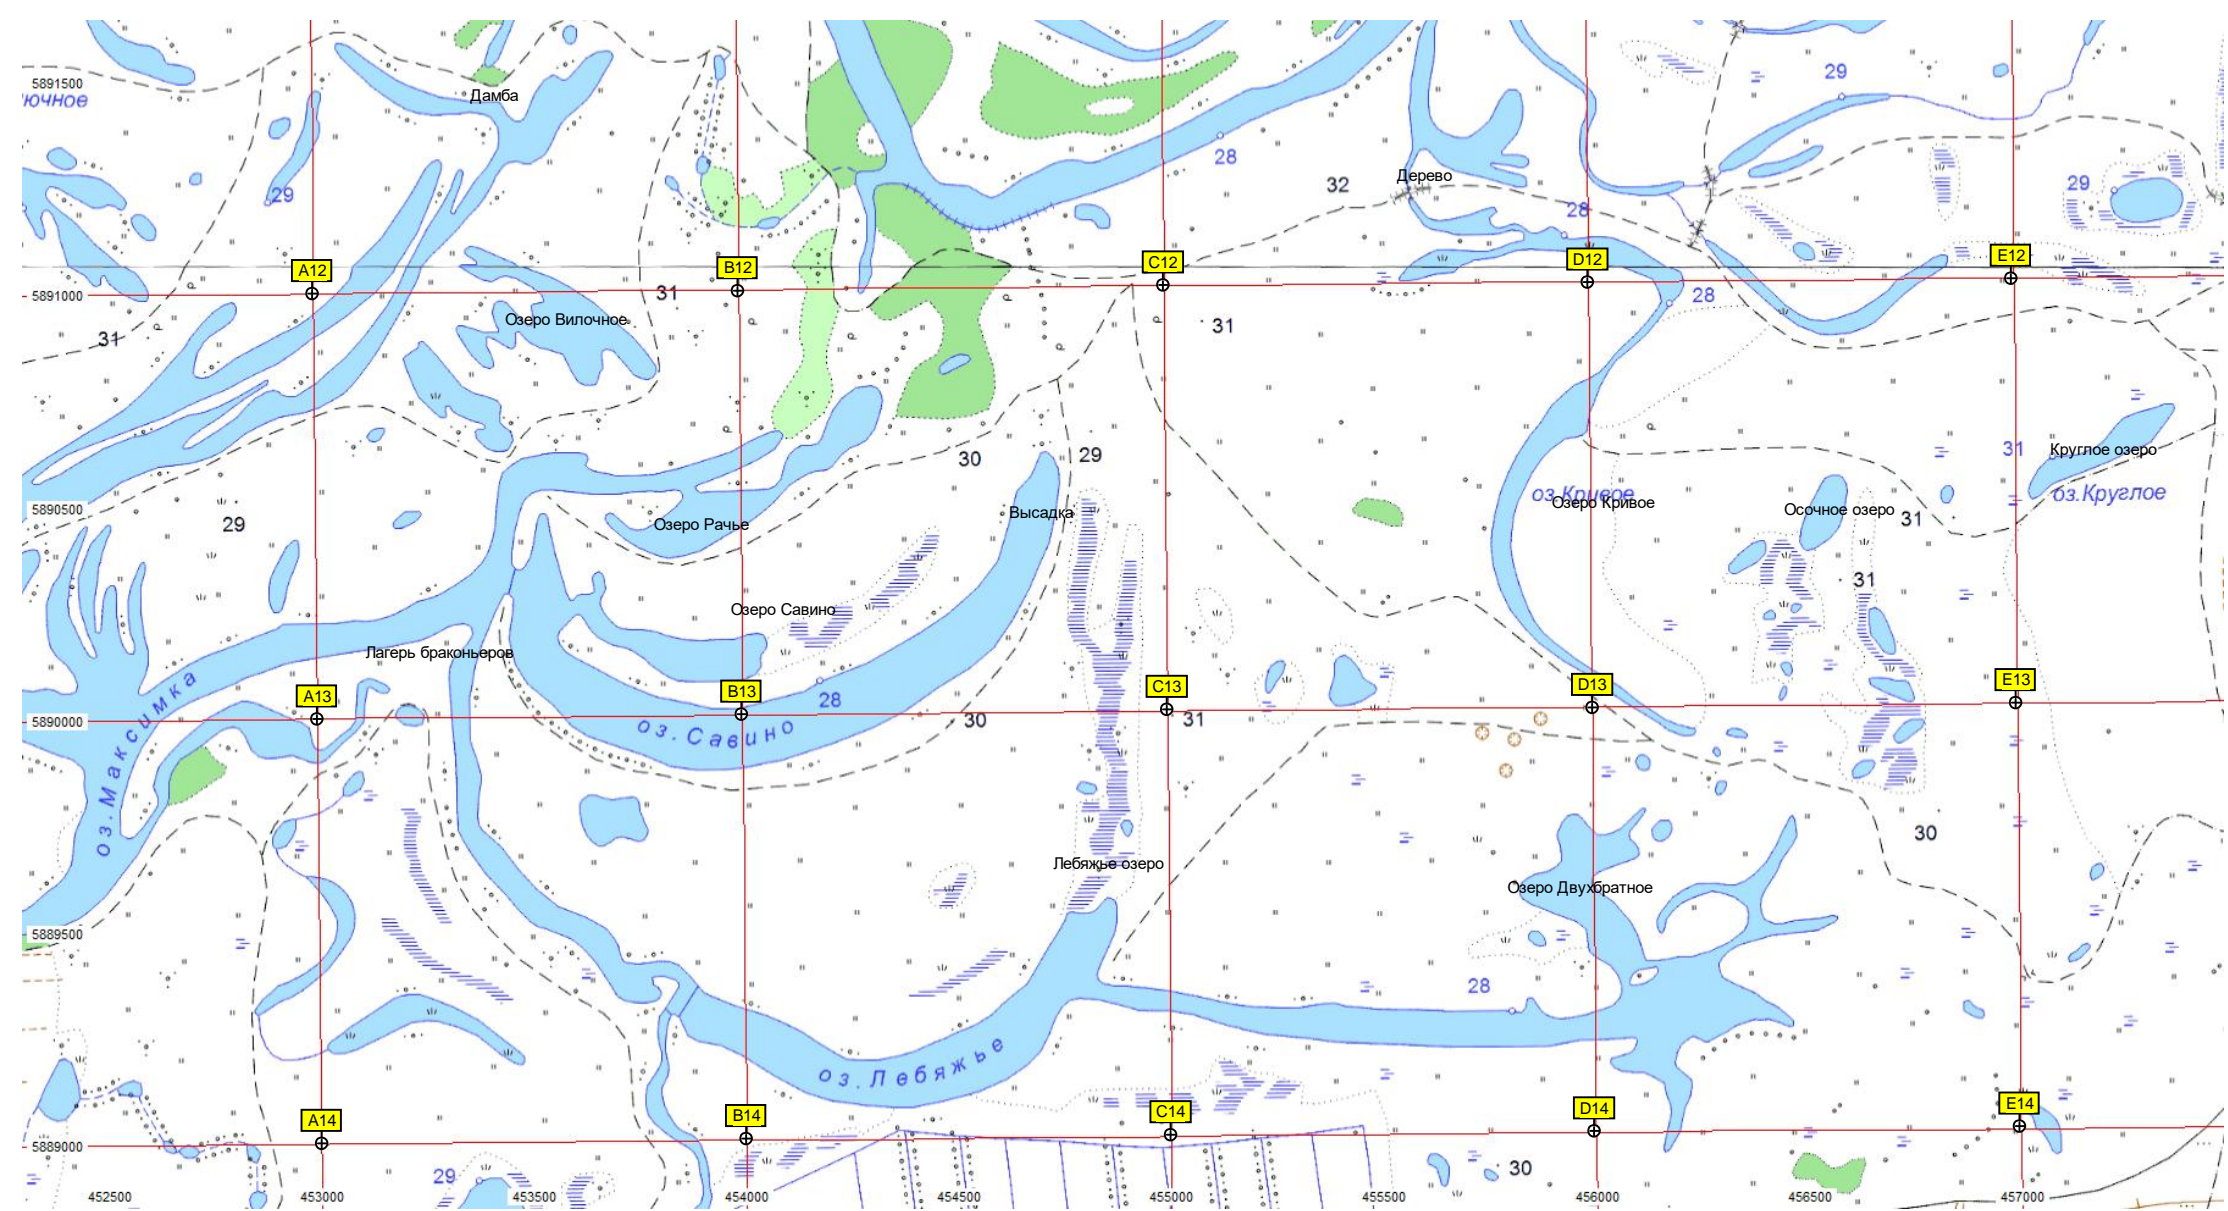 29
5891500
ючное
Дамба
28
32
Дерево
29
29
28
A12
B12
C12
D12
E12
5891000
31
28
31
Озеро Вилочное
31
30
29
31
Круглое озеро
оз.Кривое
Озеро Кривое
оз.Круглое
5890500
29
Озеро Рачье
Высадка
Осочное озеро
31
31
Озеро Савино
Лагерь браконьеров
A13
B13
C13
D13
E13
28
5890000
оз.Максимка
оз.Савино
30
31
30
Лебяжье озеро
Озеро Двухбратное
5889500
28
оз.Лебяжье
A14
B14
C14
D14
E14
5889000
29
30
452500
453000
453500
454000
454500
455000
455500
456000
456500
457000